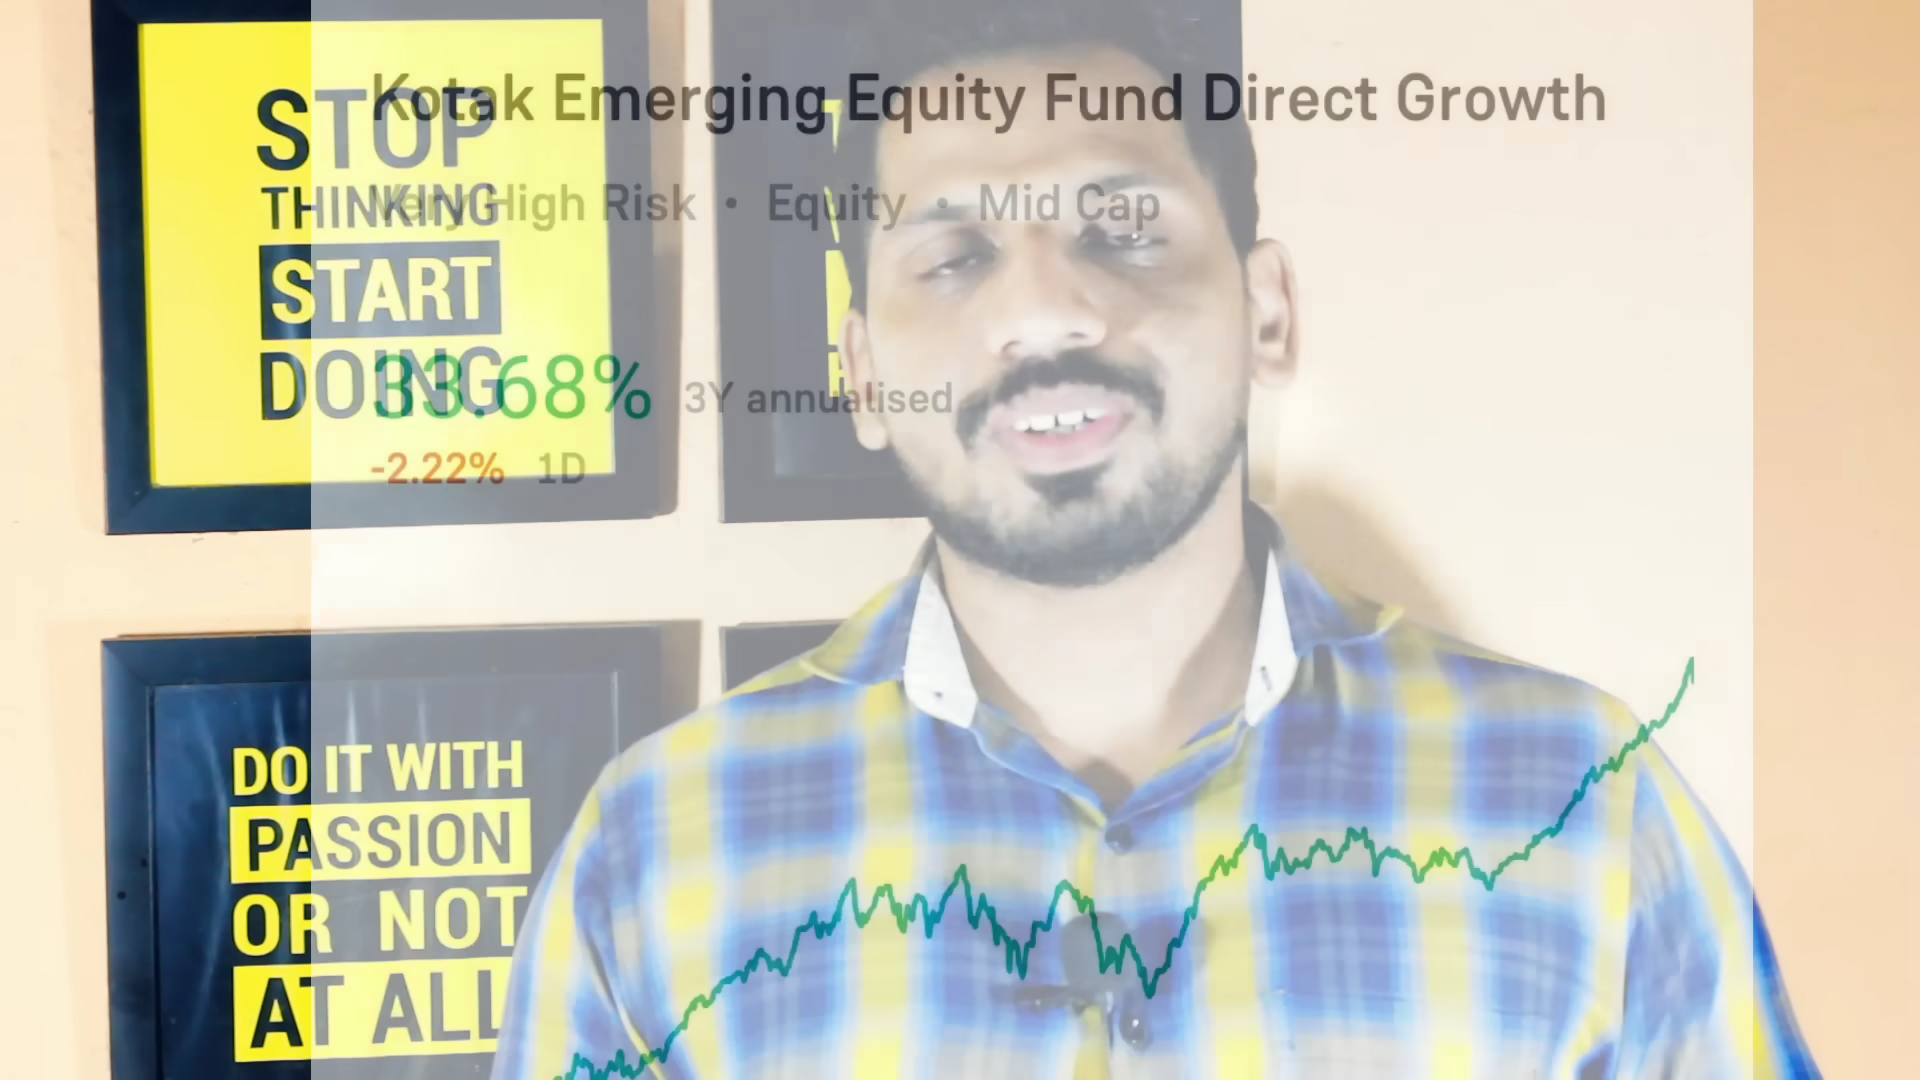 Kotak Emerging Equity Fund Direct Growth
Very High Risk • Equity • Mid Cap
33.68% 3Y annualised
-2.22% 1D
STOP
THINKING
START
DOING
DO IT WITH
PASSION
OR NOT
AT ALL